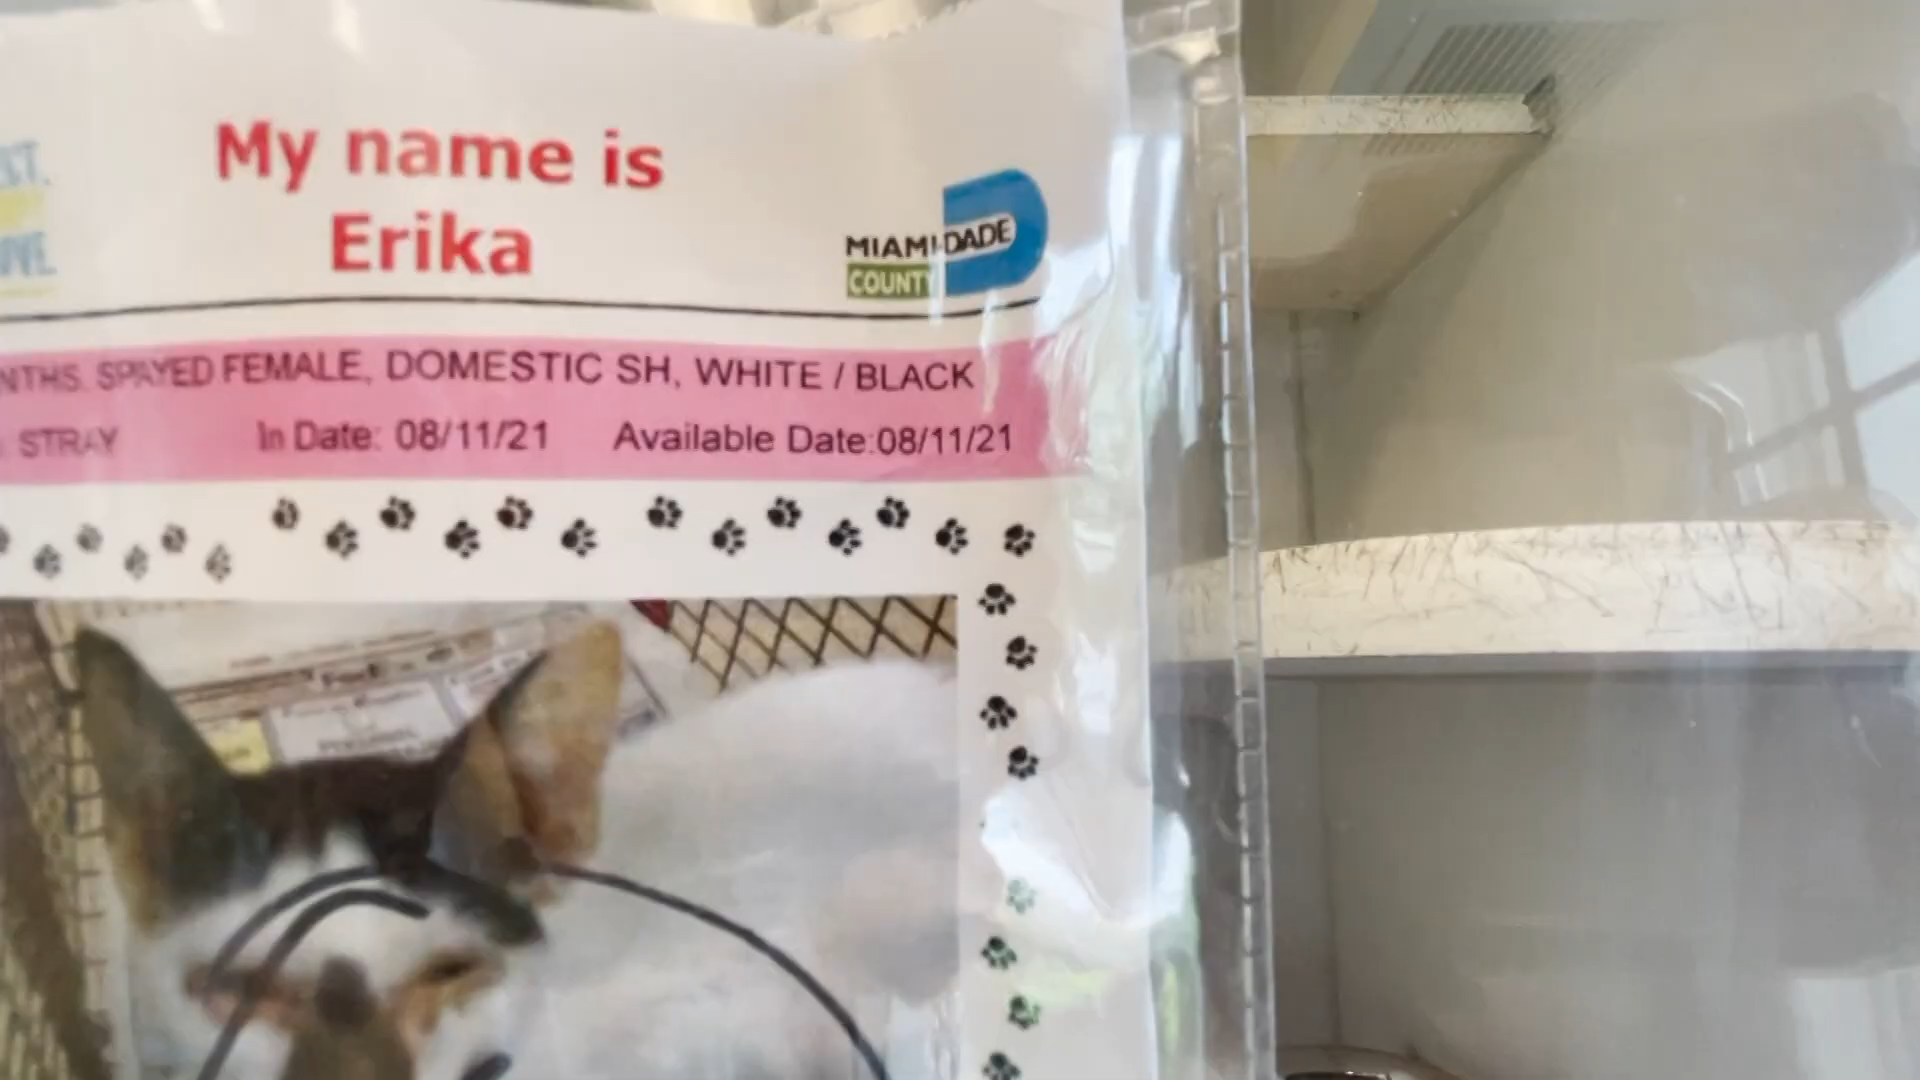 My name is
Erika
MIAMI-DADE
COUNTY
SPAYED FEMALE, DOMESTIC SH, WHITE / BLACK
STRAY In Date: 08/11/21 Available Date:08/11/21